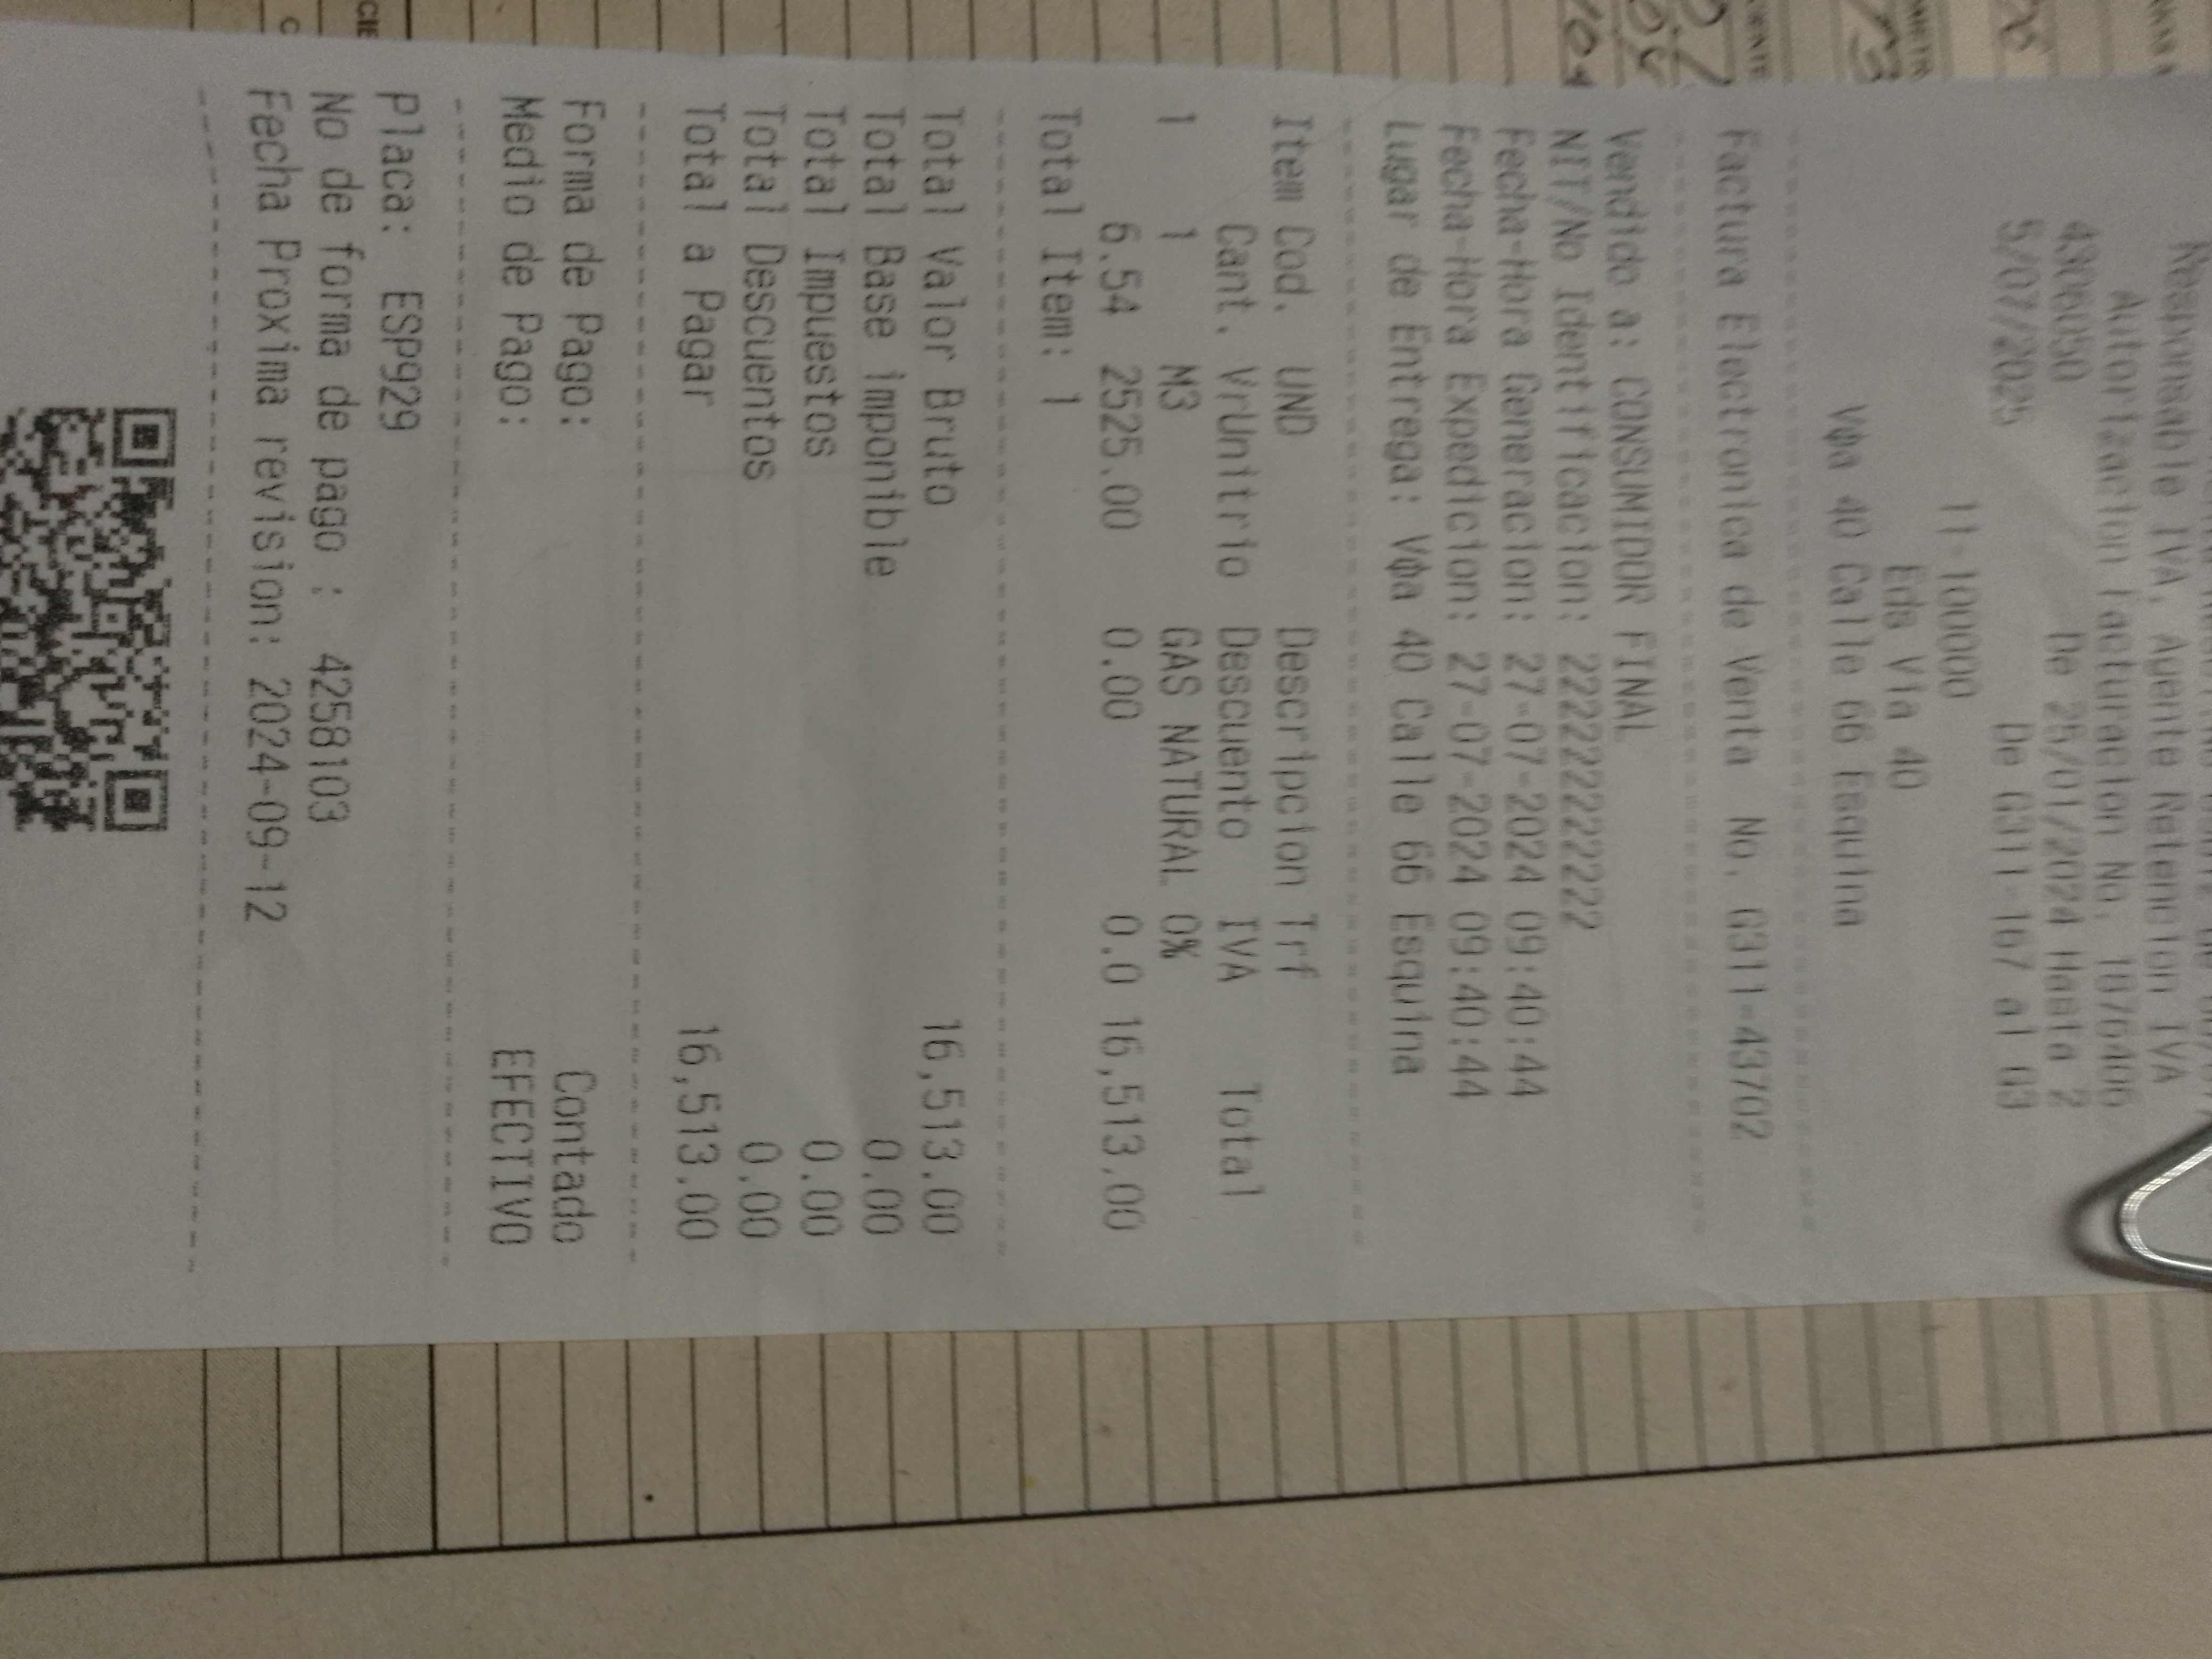 Responsable IVA, Agente Retencion IVA
Autorizacion Facturacion No. 1876406
4306050 De 25/01/2024 Hasta 2
5/07/2025 De G311-167 al G3
11-100000
Eds Via 40
Vφa 40 Calle 66 Esquina
Factura Electronica de Venta No. G311-43702
Vendido a: CONSUMIDOR FINAL
NIT/No Identificacion: 222222222222
Fecha-Hora Generacion: 27-07-2024 09:40:44
Fecha-Hora Expedicion: 27-07-2024 09:40:44
Lugar de Entrega: Vφa 40 Calle 66 Esquina
Item Cod. UND Descripcion Trf
Cant. VrUnitrio Descuento IVA Total
1 1 M3 GAS NATURAL 0%
6.54 2525.00 0.00 0.0 16,513.00
Total Item: 1
Total Valor Bruto 16,513.00
Total Base imponible 0.00
Total Impuestos 0.00
Total Descuentos 0.00
Total a Pagar 16,513.00
Forma de Pago: Contado
Medio de Pago: EFECTIVO
Placa: ESP929
No de forma de pago : 4258103
Fecha Proxima revision: 2024-09-12